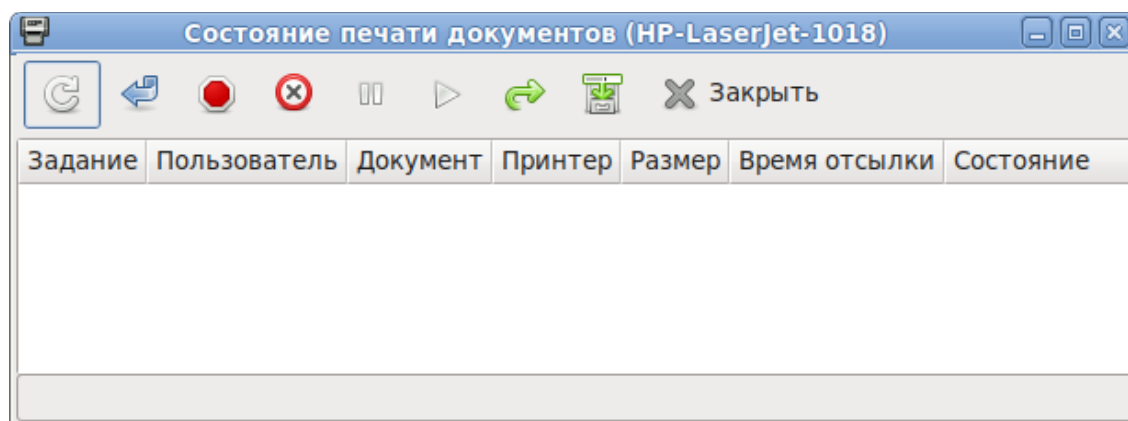 Состояние печати документов (HP-LaserJet-1018)
Закрыть
Задание Пользователь Документ Принтер Размер Время отсылки Состояние